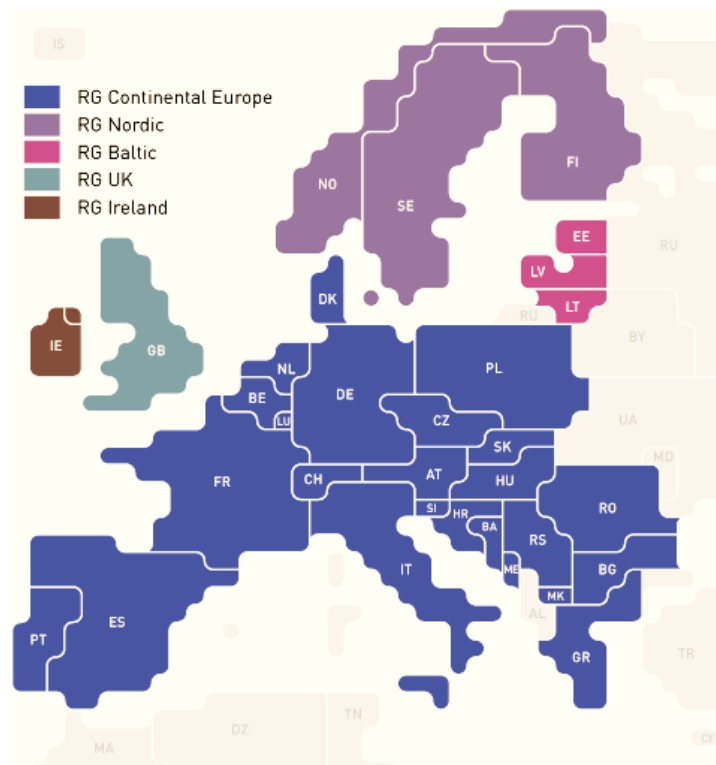 IS
RG Continental Europe
RG Nordic
RG Baltic
RG UK
RG Ireland
NO
SE
FI
RU
EE
LV
LT
RU
DK
BY
IE
GB
NL
BE
LU
DE
PL
CZ
UA
MD
SK
FR
CH
AT
HU
SI
HR
BA
RS
RO
IT
ME
MK
BG
AL
GR
PT
ES
TR
MA
DZ
TN
CY